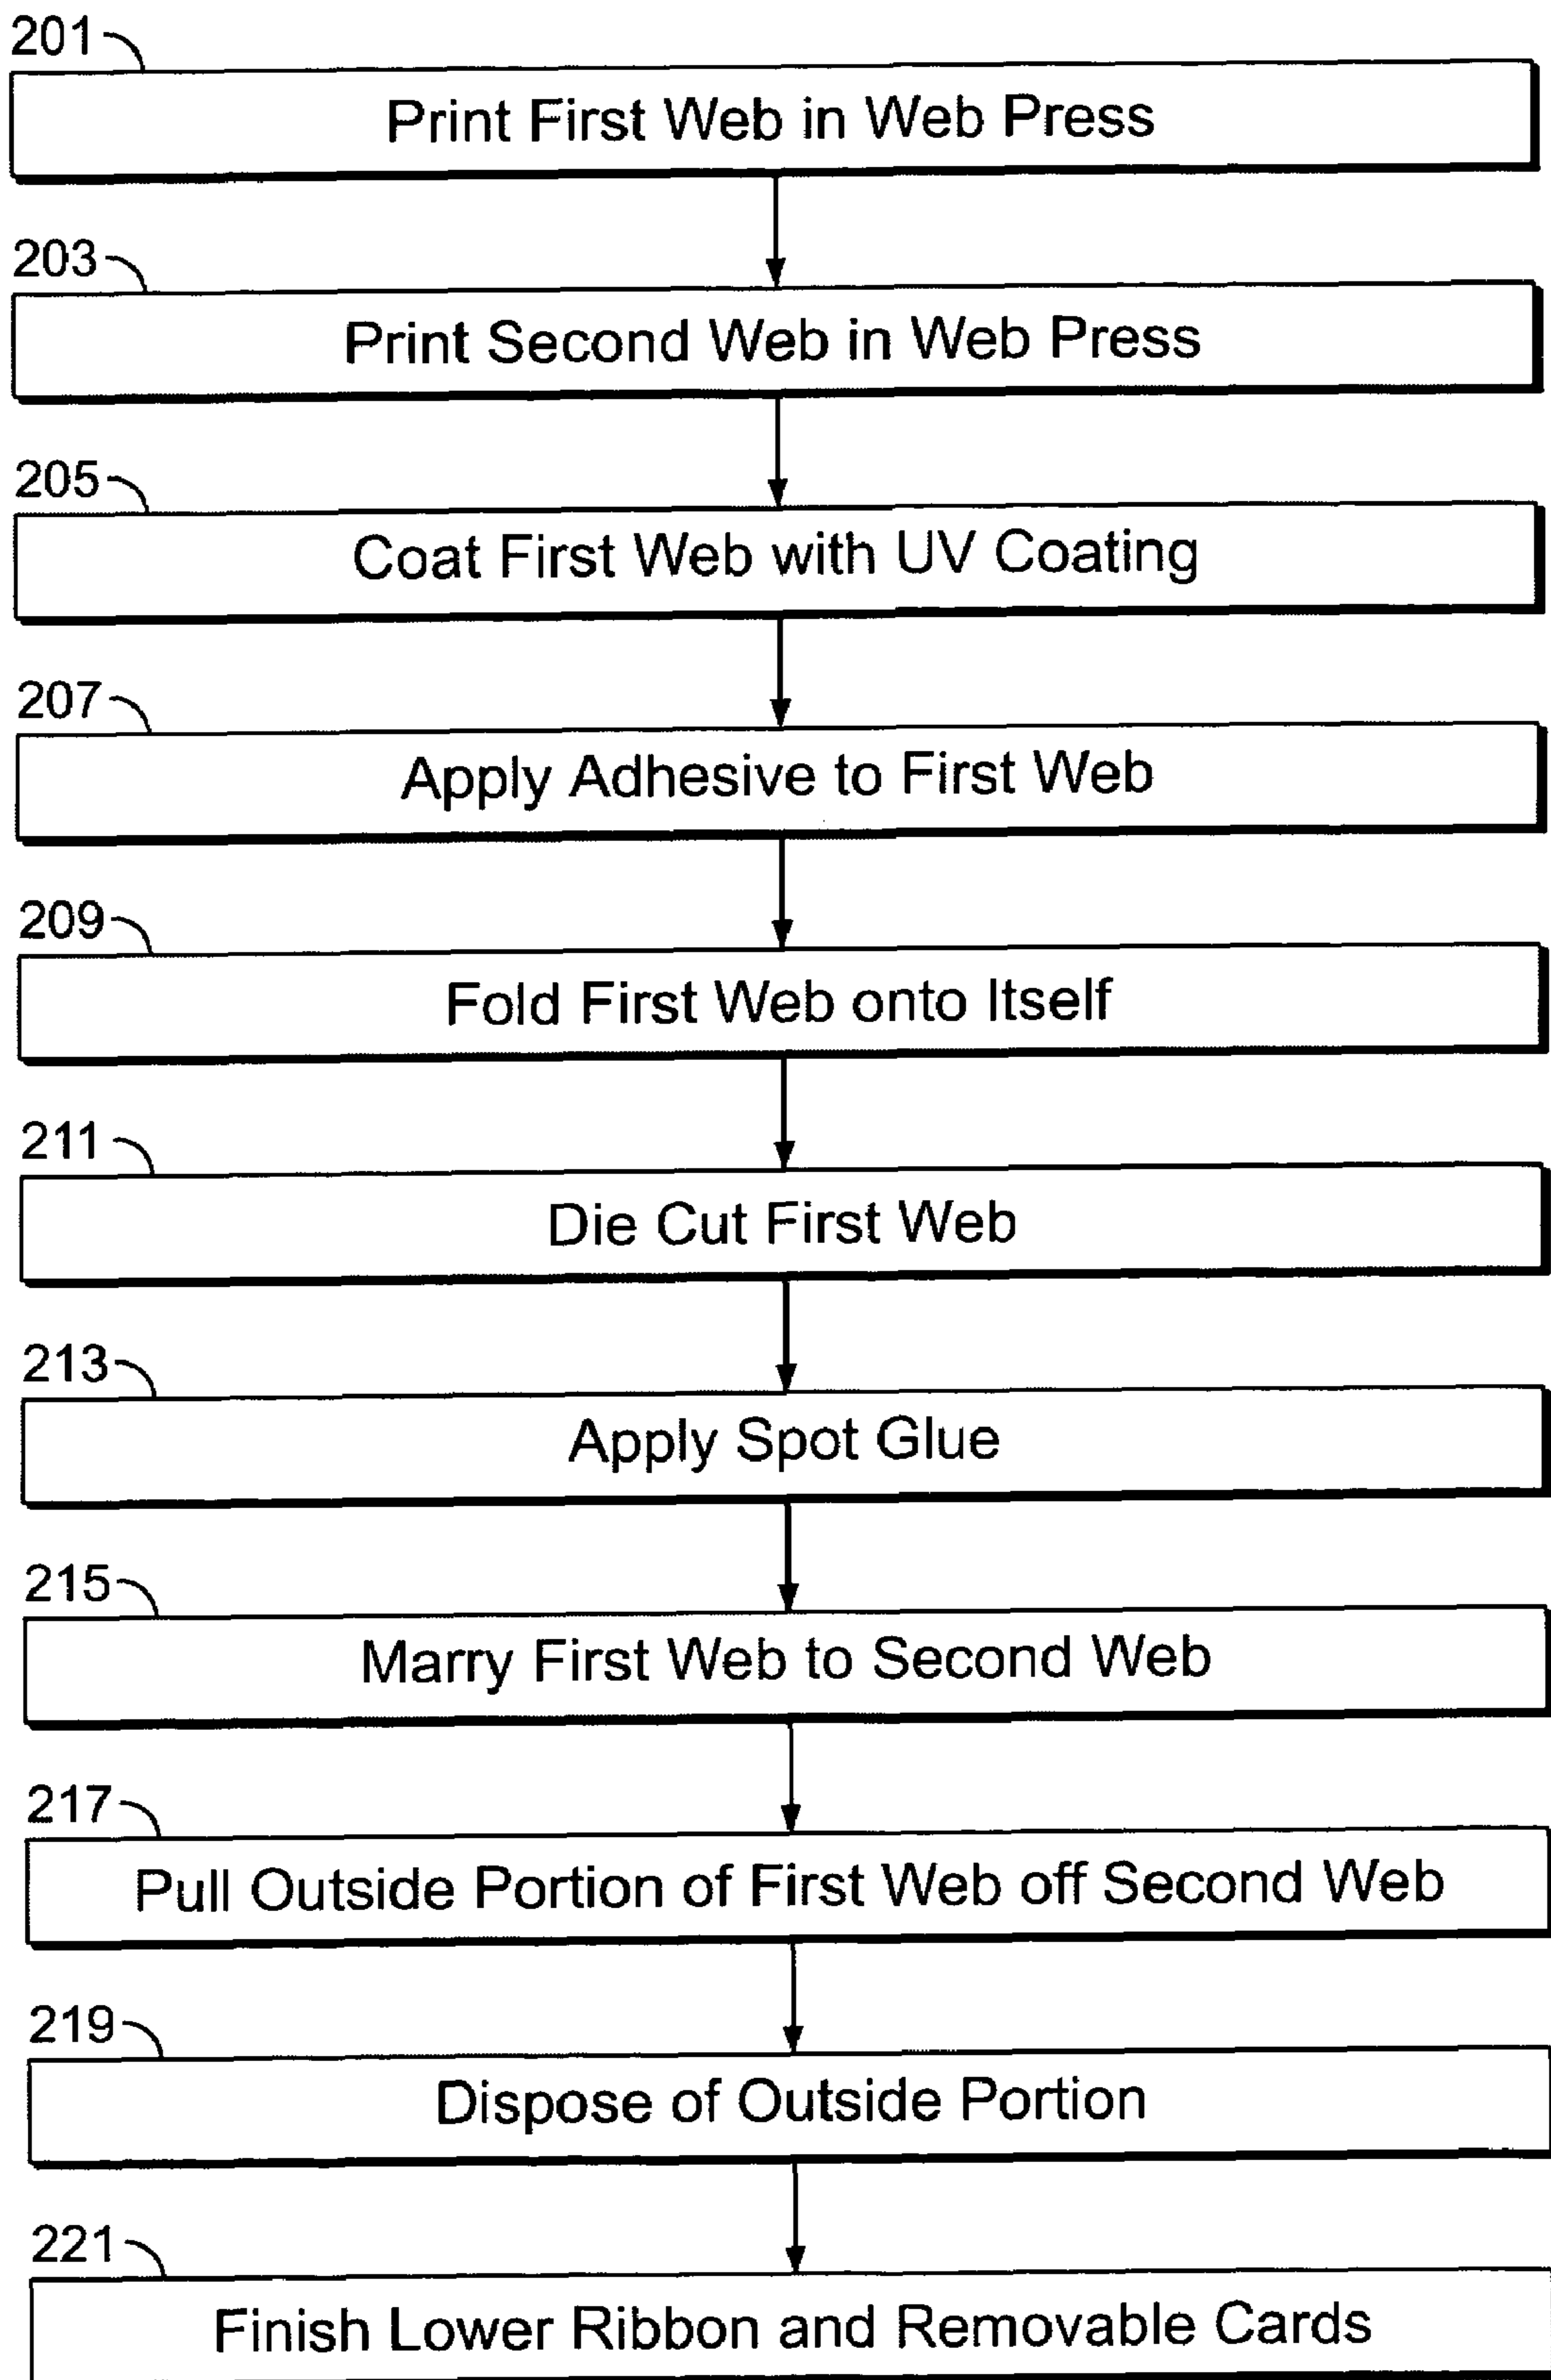 201
Print First Web in Web Press
203
Print Second Web in Web Press
205
Coat First Web with UV Coating
207
Apply Adhesive to First Web
209
Fold First Web onto Itself
211
Die Cut First Web
213
Apply Spot Glue
215
Marry First Web to Second Web
217
Pull Outside Portion of First Web off Second Web
219
Dispose of Outside Portion
221
Finish Lower Ribbon and Removable Cards